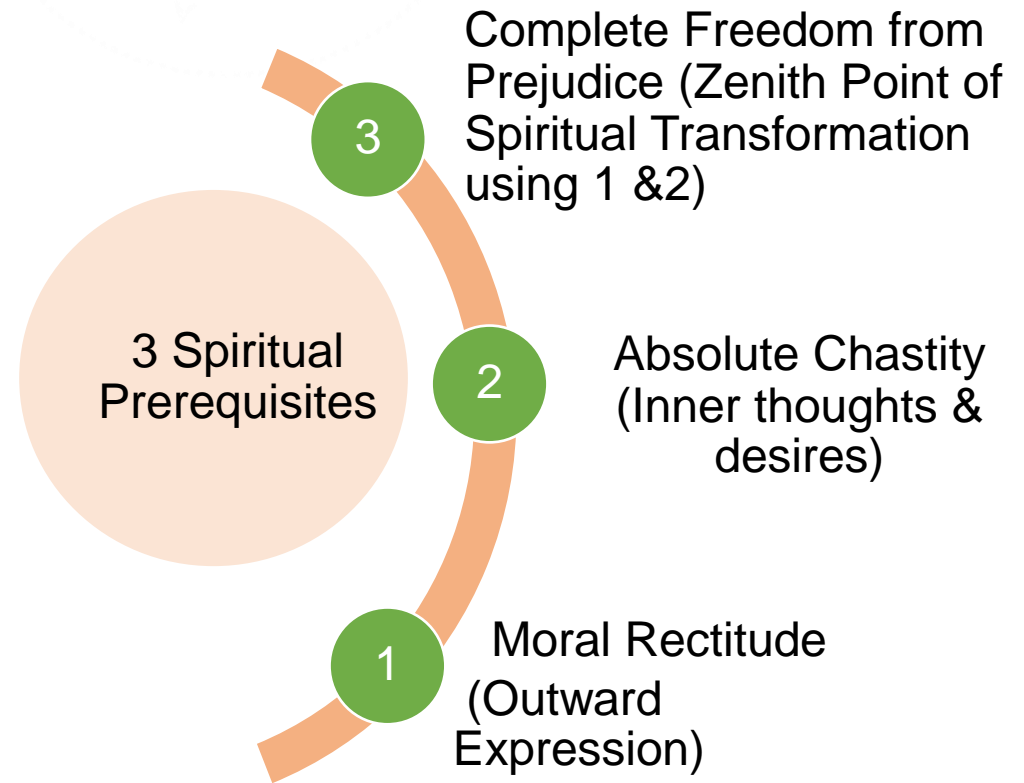 3 Spiritual
Prerequisites
3
Complete Freedom from
Prejudice (Zenith Point of
Spiritual Transformation
using 1 &2)
2
Absolute Chastity
(Inner thoughts &
desires)
1
Moral Rectitude
(Outward
Expression)